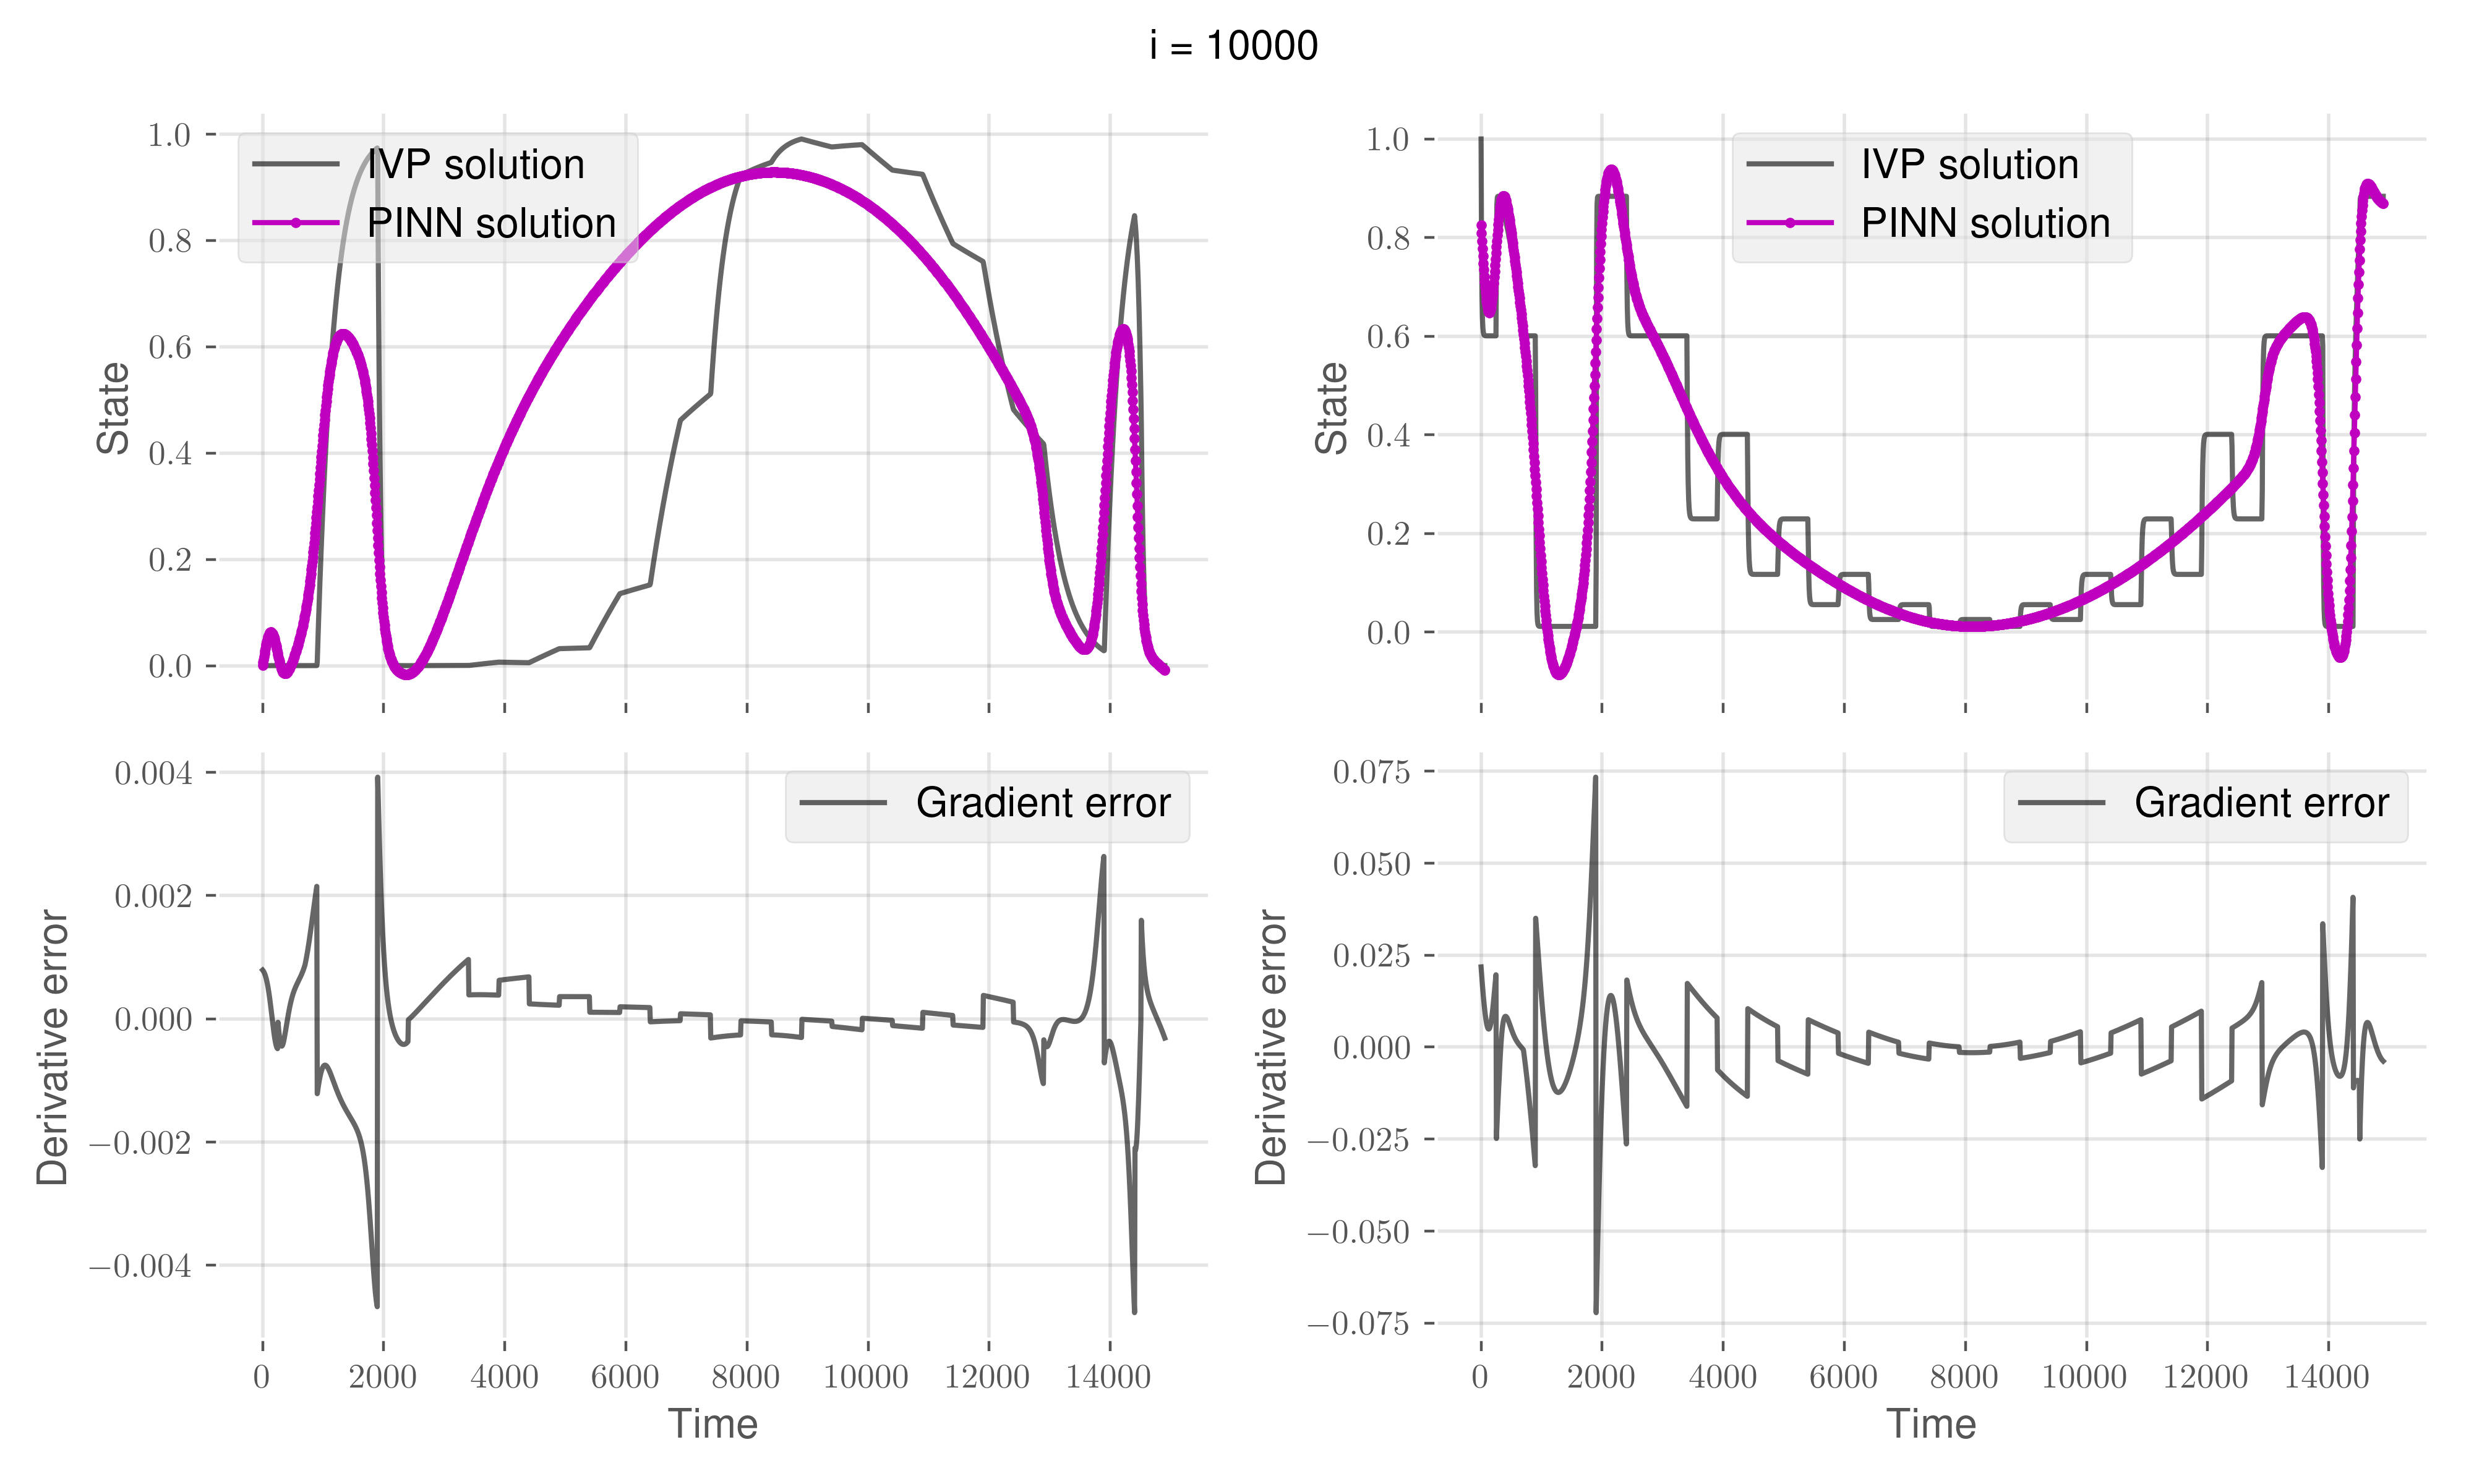 i = 10000
1.0
0.8
0.6
0.4
0.2
0.0
State
IVP solution
PINN solution
1.0
0.8
0.6
0.4
0.2
0.0
State
IVP solution
PINN solution
0.004
0.002
0.000
−0.002
−0.004
Derivative error
Gradient error
0 2000 4000 6000 8000 10000 12000 14000
Time
0.075
0.050
0.025
0.000
−0.025
−0.050
−0.075
Derivative error
Gradient error
0 2000 4000 6000 8000 10000 12000 14000
Time